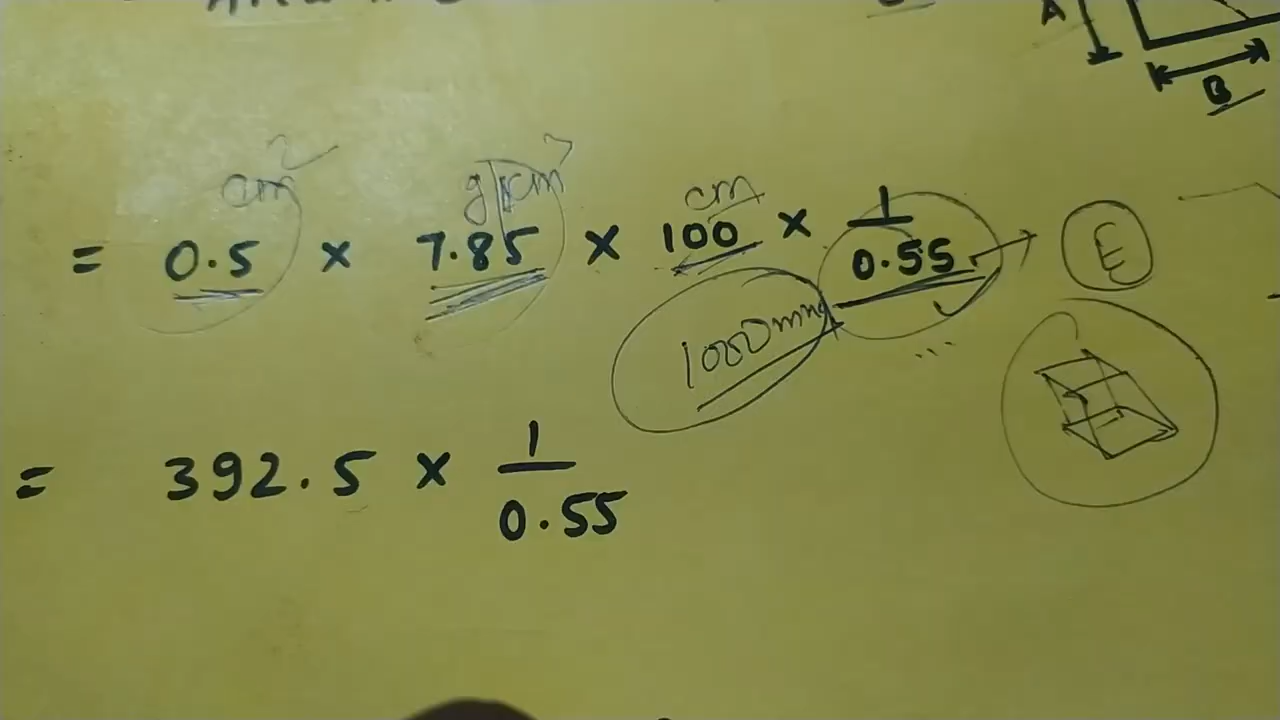 A
B
cm² g/cm³ cm
= 0.5 × 7.85 × 100 × 1/0.55 E
1000mm
= 392.5 × 1/0.55